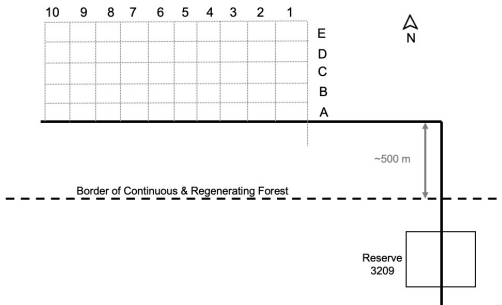 10 9 8 7 6 5 4 3 2 1
E
N
D
C
B
A
~500 m
Border of Continuous & Regenerating Forest
Reserve
3209